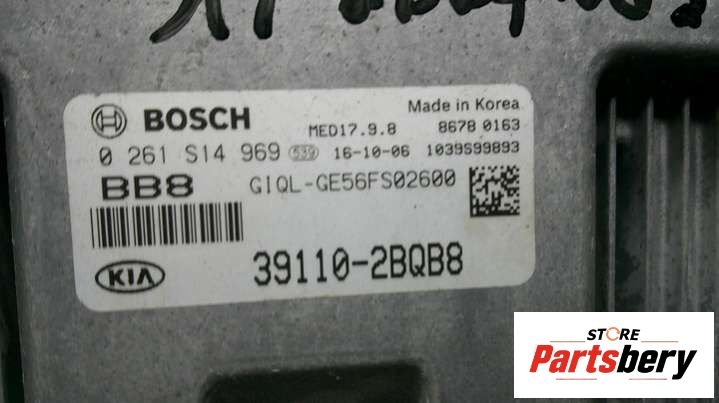 BOSCH
Made in Korea
MED17.9.8
8678 0163
0 261 S14 969 539 16-10-06 1039S99893
BB8
GIQL-GE56FS02600
KIA
39110-2BQB8
STORE
Partsbery